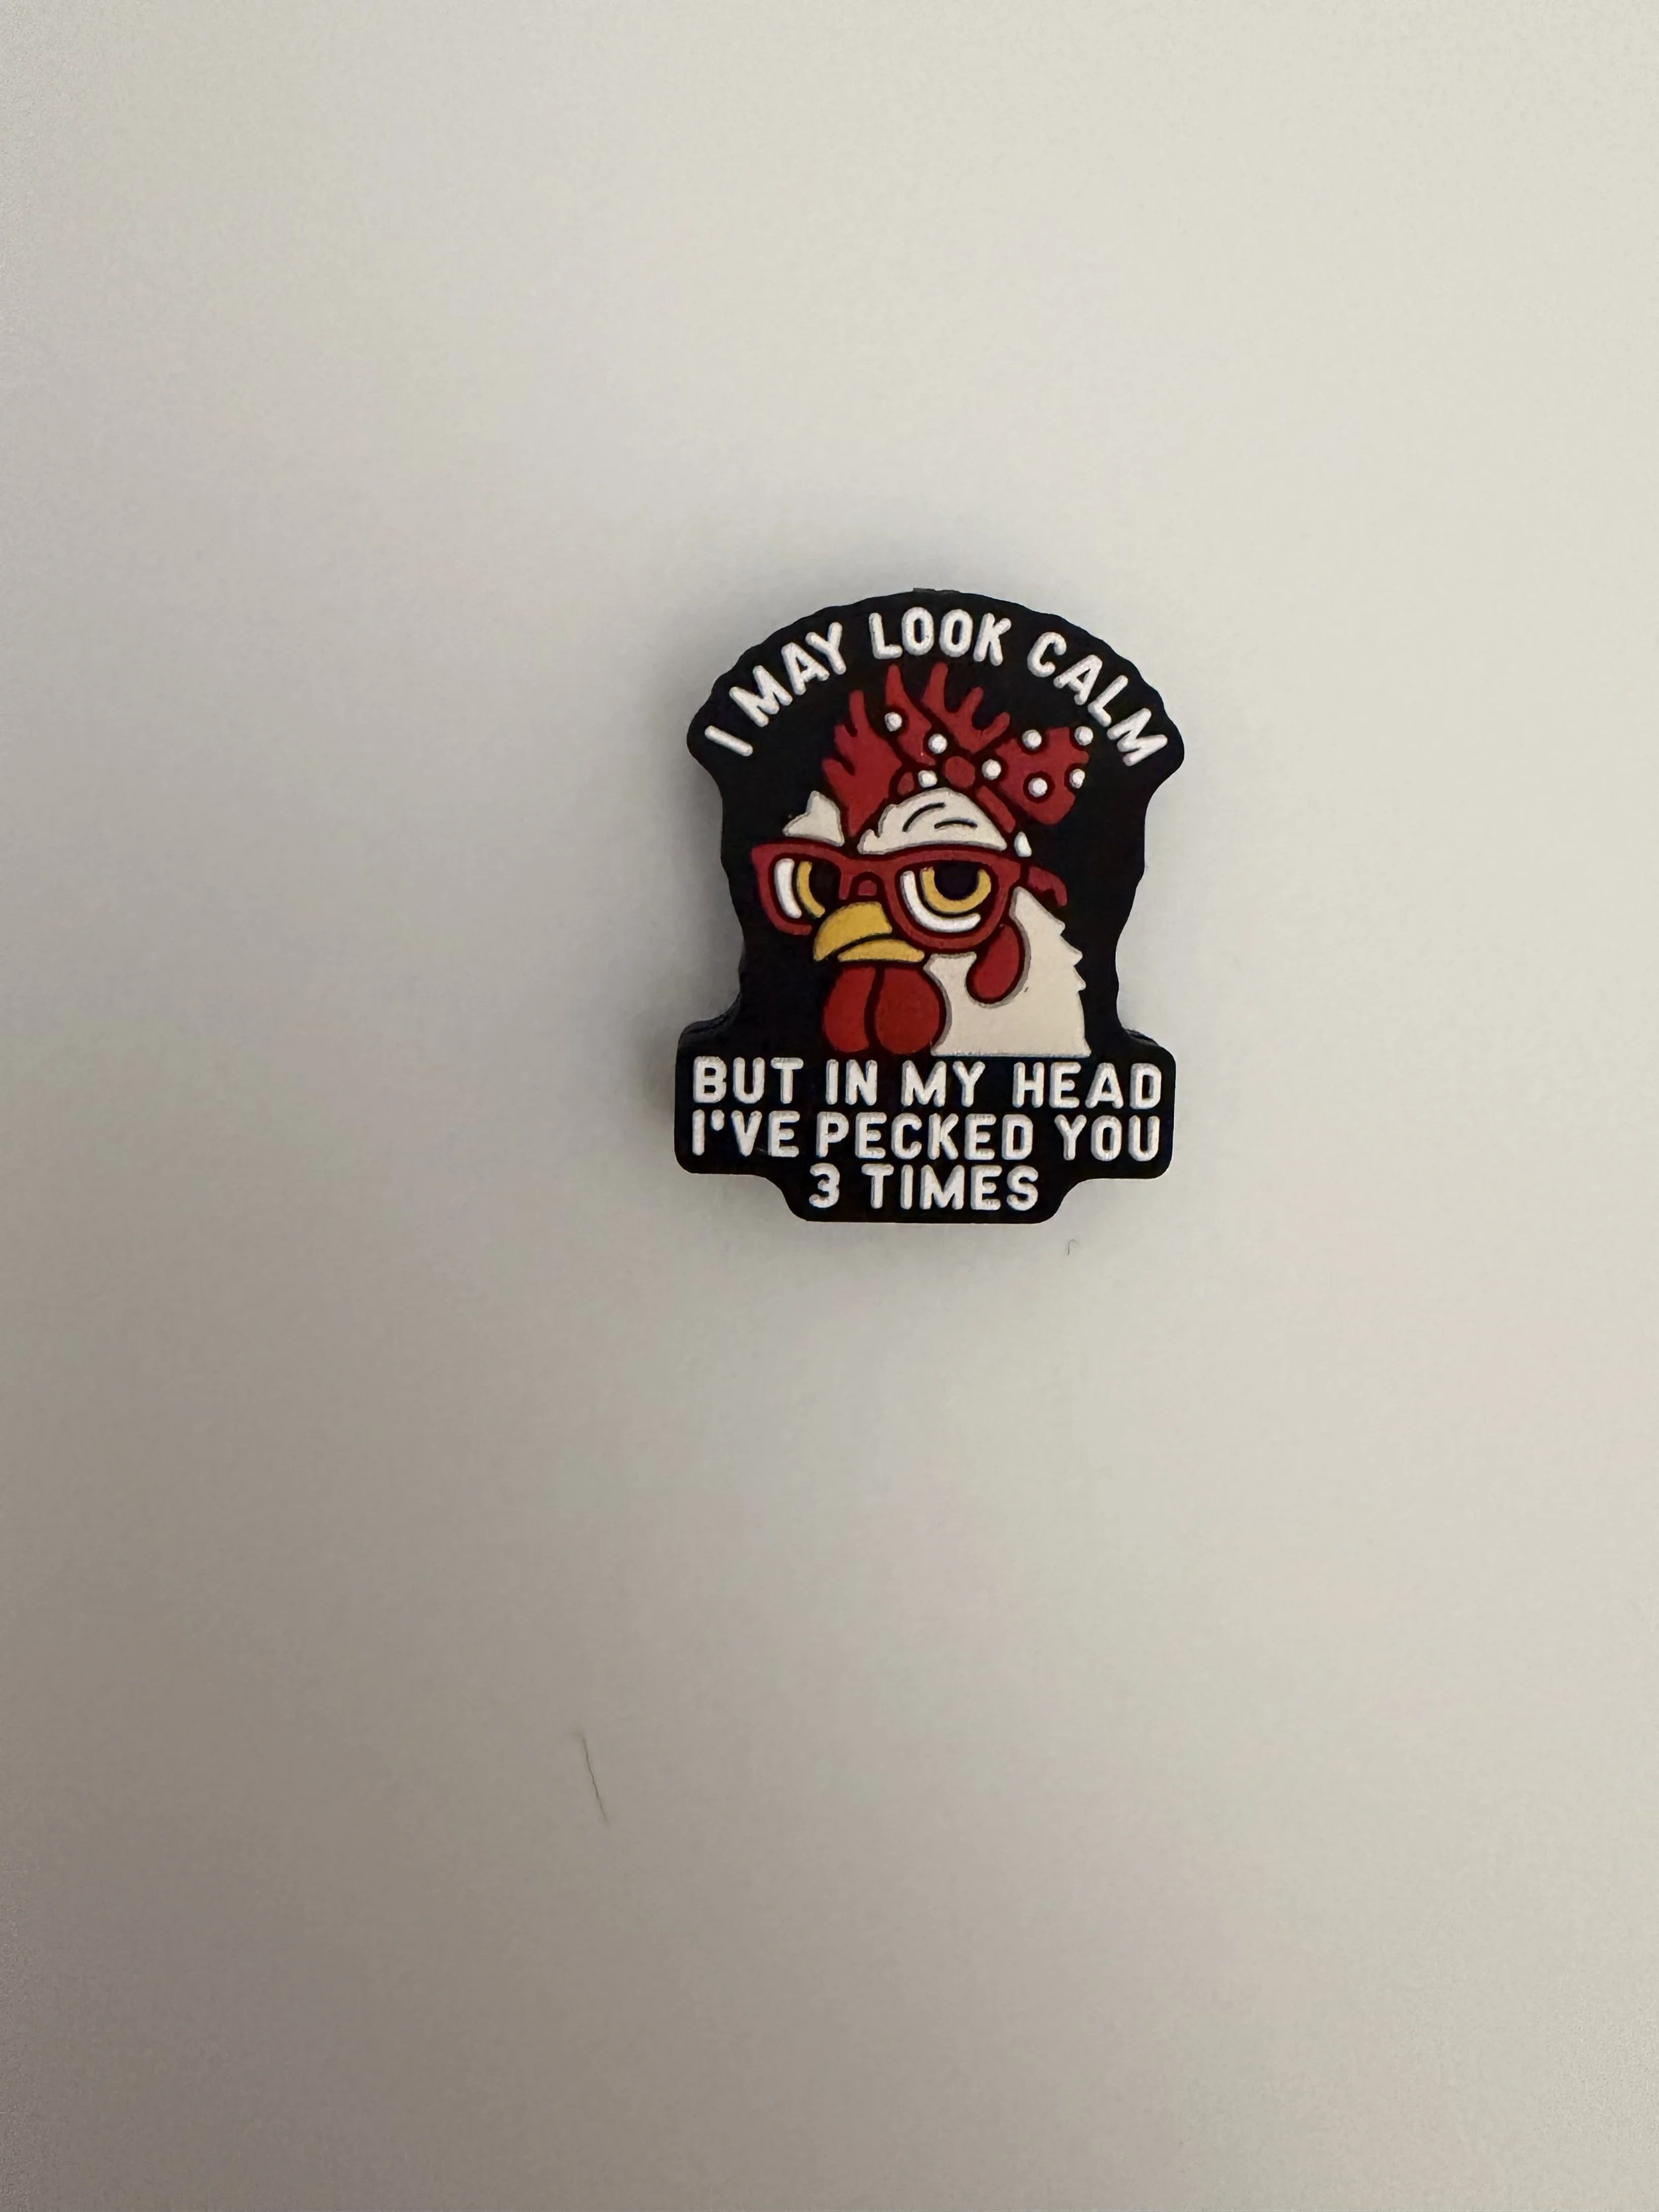 I MAY LOOK CALM
BUT IN MY HEAD
I'VE PECKED YOU
3 TIMES